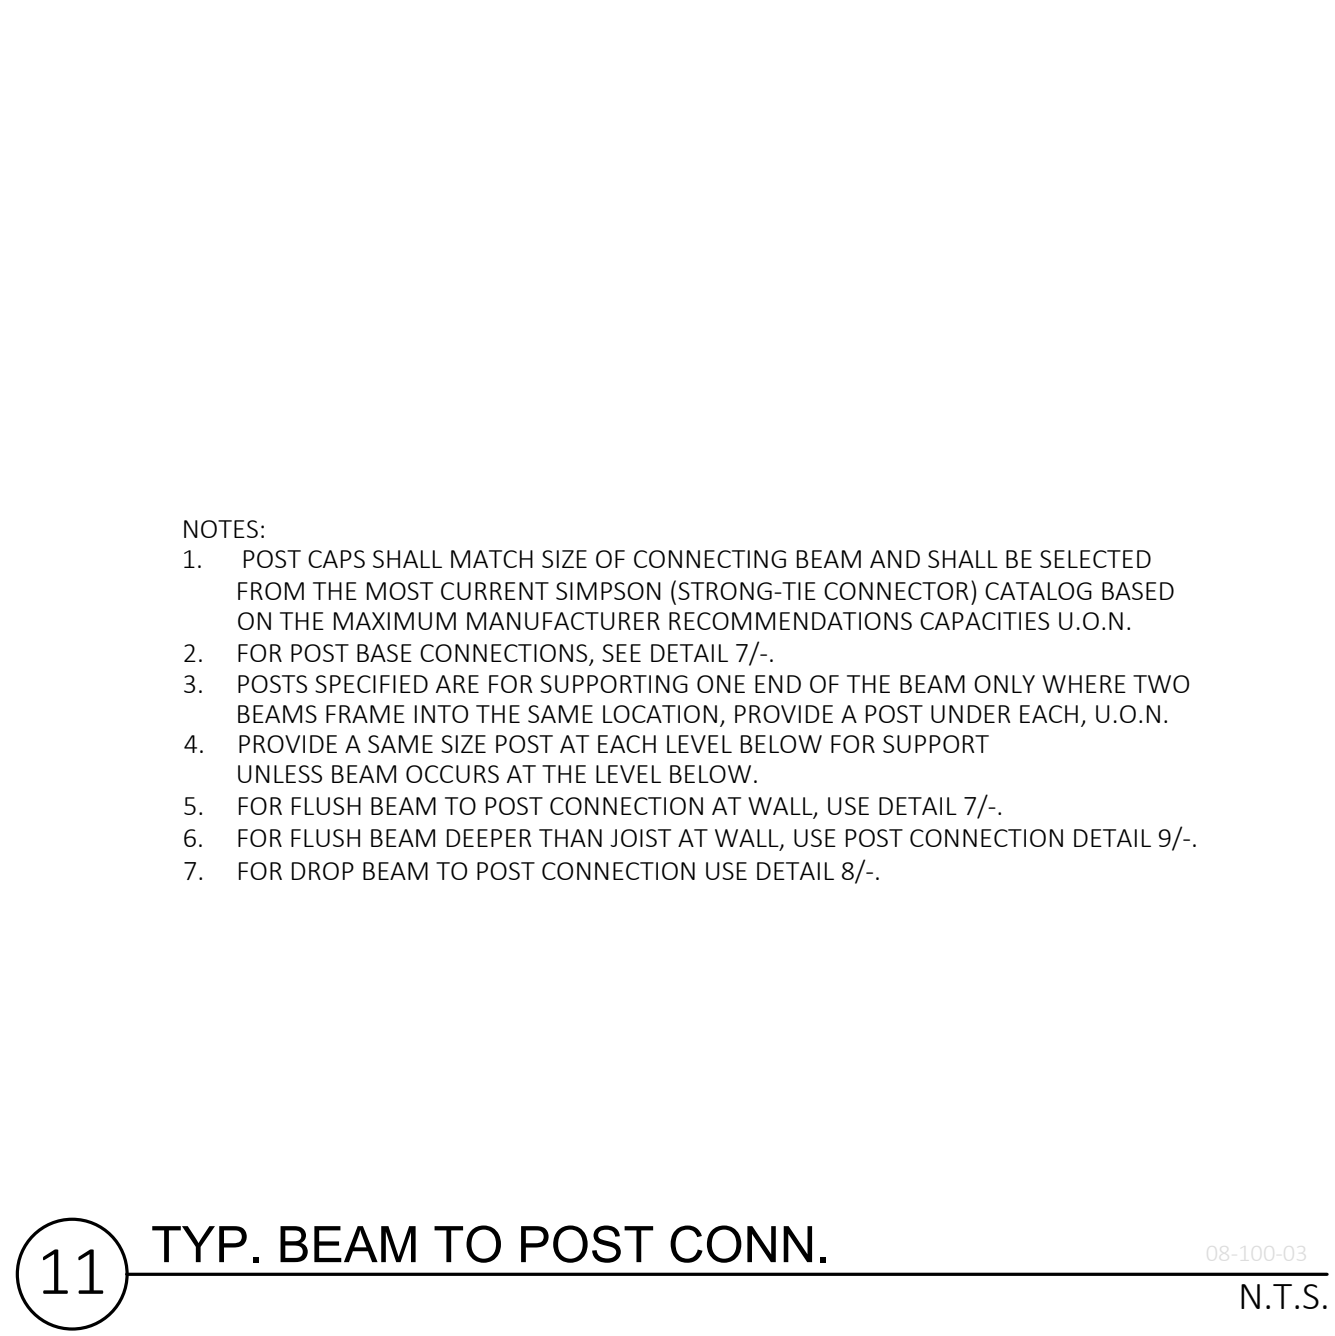 NOTES:
1. POST CAPS SHALL MATCH SIZE OF CONNECTING BEAM AND SHALL BE SELECTED
FROM THE MOST CURRENT SIMPSON (STRONG-TIE CONNECTOR) CATALOG BASED
ON THE MAXIMUM MANUFACTURER RECOMMENDATIONS CAPACITIES U.O.N.
2. FOR POST BASE CONNECTIONS, SEE DETAIL 7/-.
3. POSTS SPECIFIED ARE FOR SUPPORTING ONE END OF THE BEAM ONLY WHERE TWO
BEAMS FRAME INTO THE SAME LOCATION, PROVIDE A POST UNDER EACH, U.O.N.
4. PROVIDE A SAME SIZE POST AT EACH LEVEL BELOW FOR SUPPORT
UNLESS BEAM OCCURS AT THE LEVEL BELOW.
5. FOR FLUSH BEAM TO POST CONNECTION AT WALL, USE DETAIL 7/-.
6. FOR FLUSH BEAM DEEPER THAN JOIST AT WALL, USE POST CONNECTION DETAIL 9/-.
7. FOR DROP BEAM TO POST CONNECTION USE DETAIL 8/-.
11 TYP. BEAM TO POST CONN.
08-100-03
N.T.S.